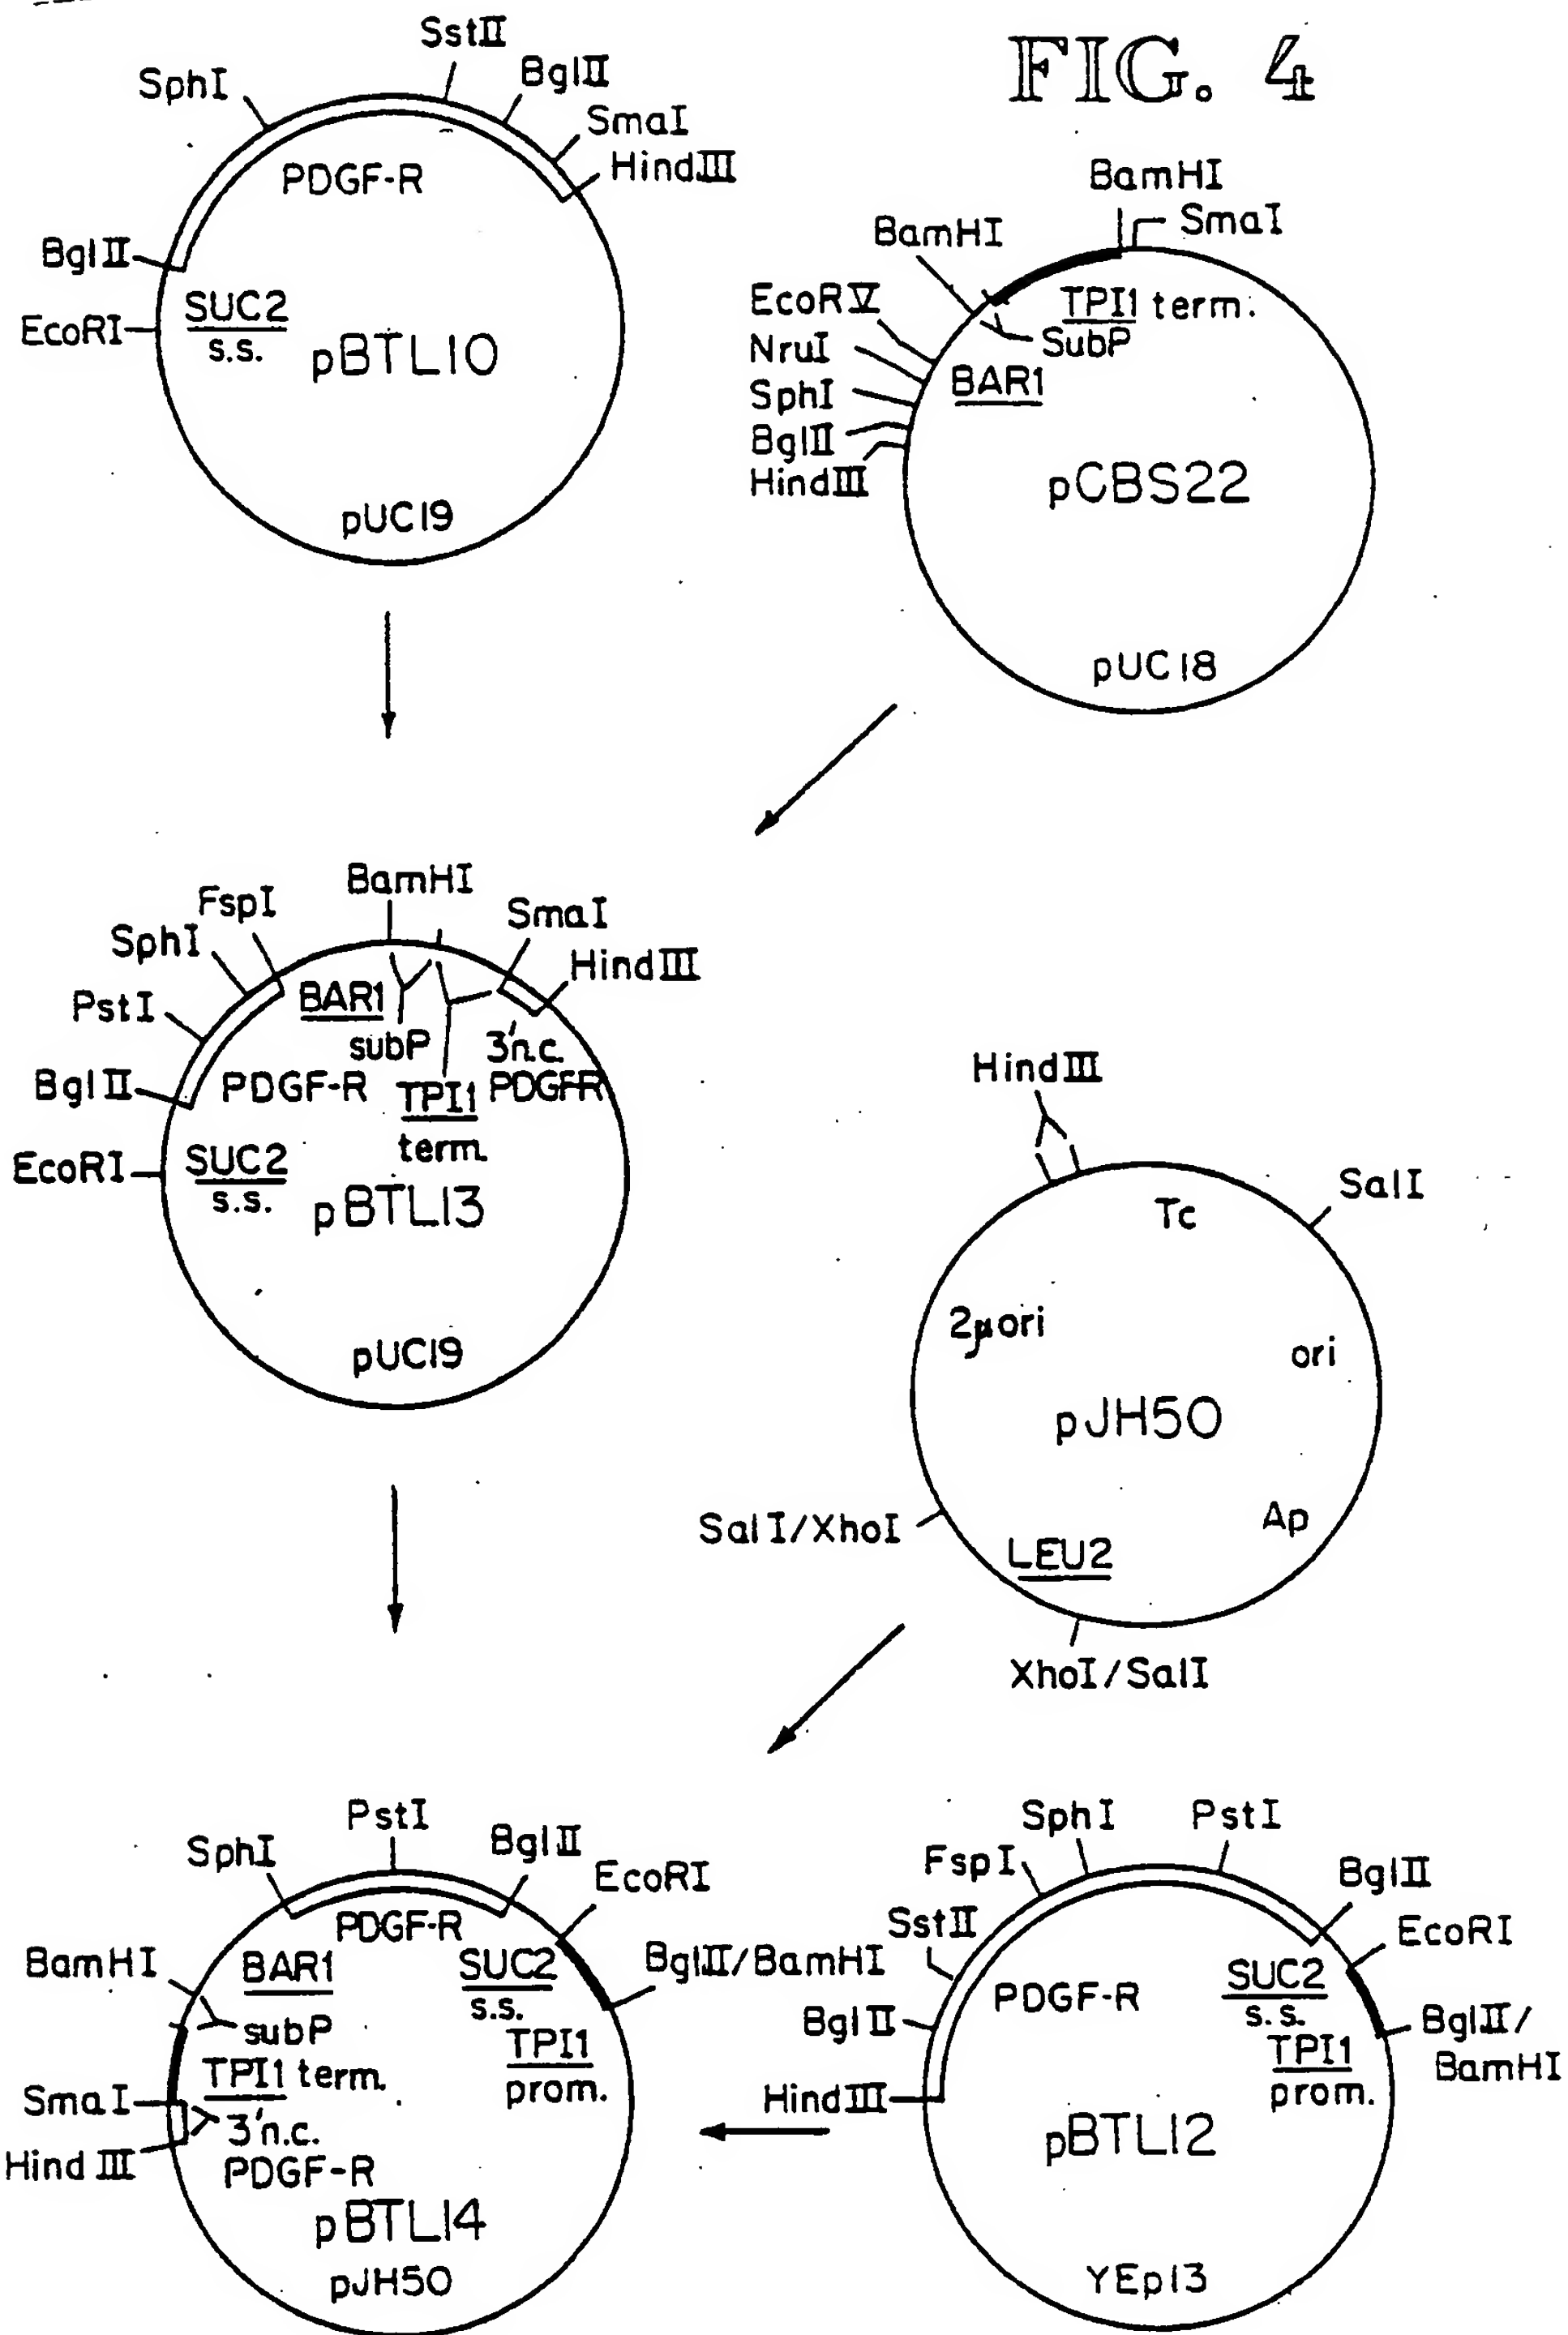 FIG. 4
SstII
BglII
SphI
SmaI
HindIII
PDGF-R
BglII
EcoRI
SUC2
s.s.
pBTL10
pUC19
BamHI
SmaI
BamHI
EcoRV
TPI1 term.
NruI
SubP
SphI
BAR1
BglII
HindIII
pCBS22
pUC18
BamHI
FspI
SmaI
SphI
HindIII
PstI
BAR1
subP
3'n.c.
BglII
PDGF-R
TPI1
PDGFR
term.
EcoRI
SUC2
s.s.
pBTL13
pUC19
HindIII
SalI
Tc
2μori
ori
pJH50
SalI/XhoI
Ap
LEU2
XhoI/SalI
PstI
SphI
BglII
EcoRI
PDGF-R
BamHI
BAR1
SUC2
s.s.
BglII/BamHI
subP
TPI1
prom.
TPI1 term.
SmaI
3'n.c.
HindIII
PDGF-R
pBTL14
pJH50
SphI
PstI
FspI
BglII
SstII
EcoRI
PDGF-R
SUC2
s.s.
BglII
BglII/
BamHI
TPI1
prom.
HindIII
pBTL12
YEp13